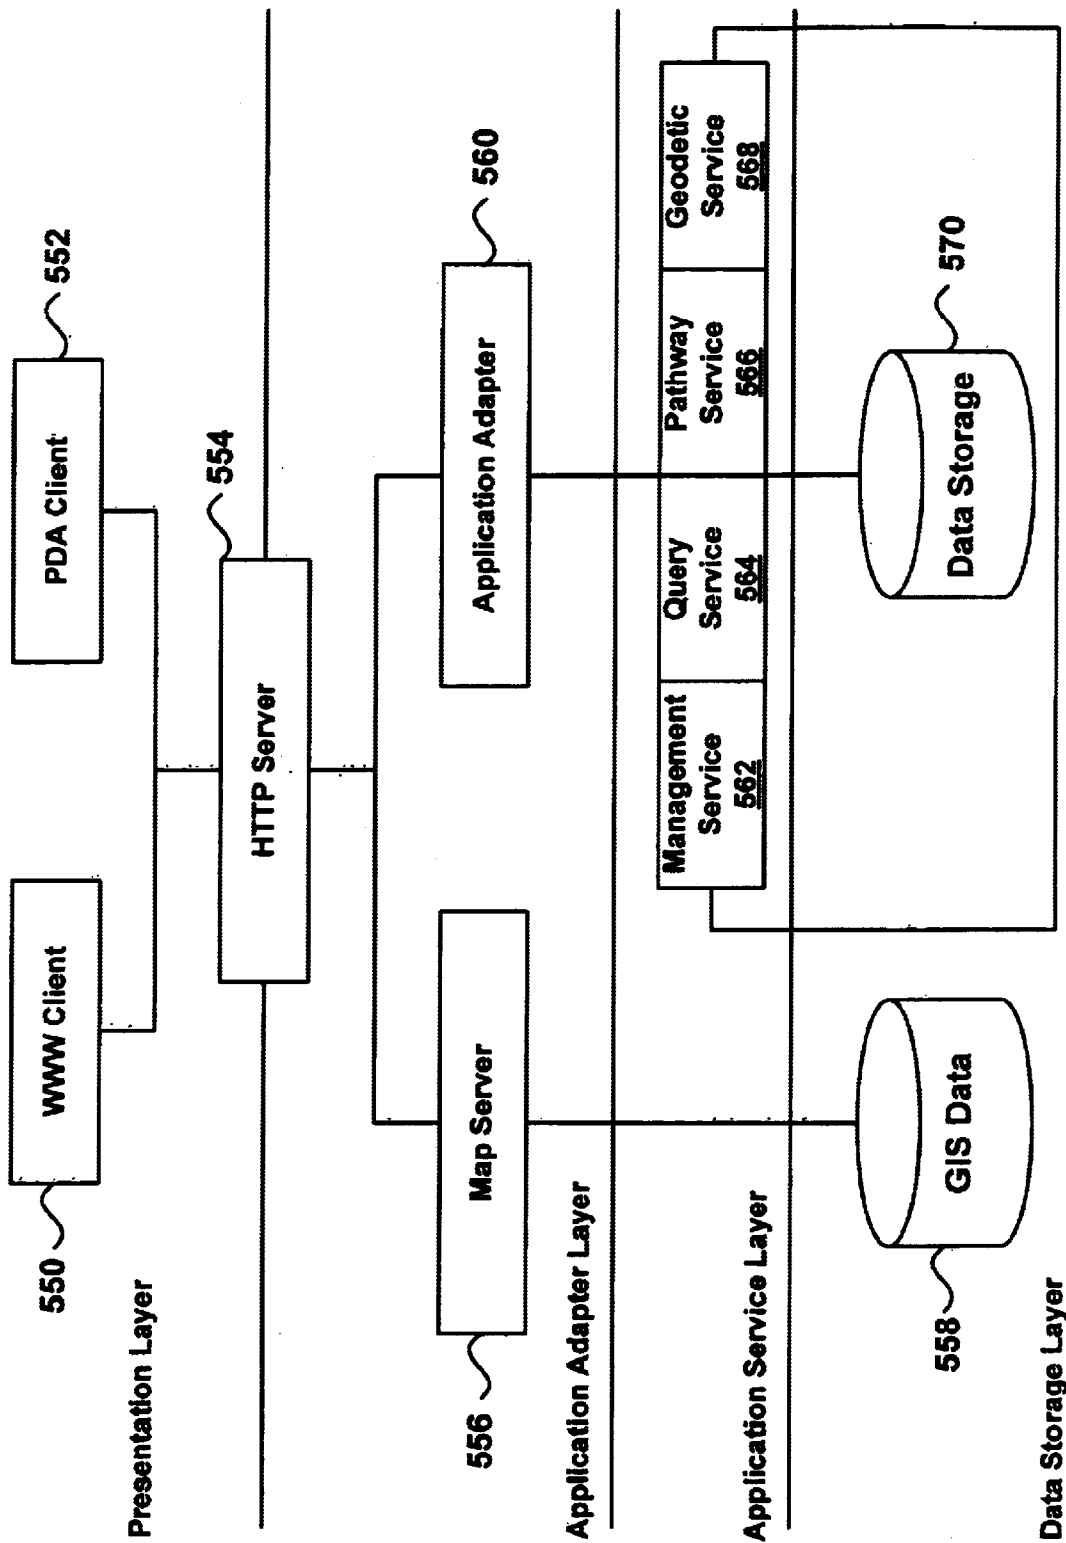 550
WWW Client
PDA Client
552
Presentation Layer
554
HTTP Server
556
Map Server
Application Adapter
560
Application Adapter Layer
Management
Service
562
Query
Service
564
Pathway
Service
566
Geodetic
Service
568
Application Service Layer
558
GIS Data
Data Storage
570
Data Storage Layer